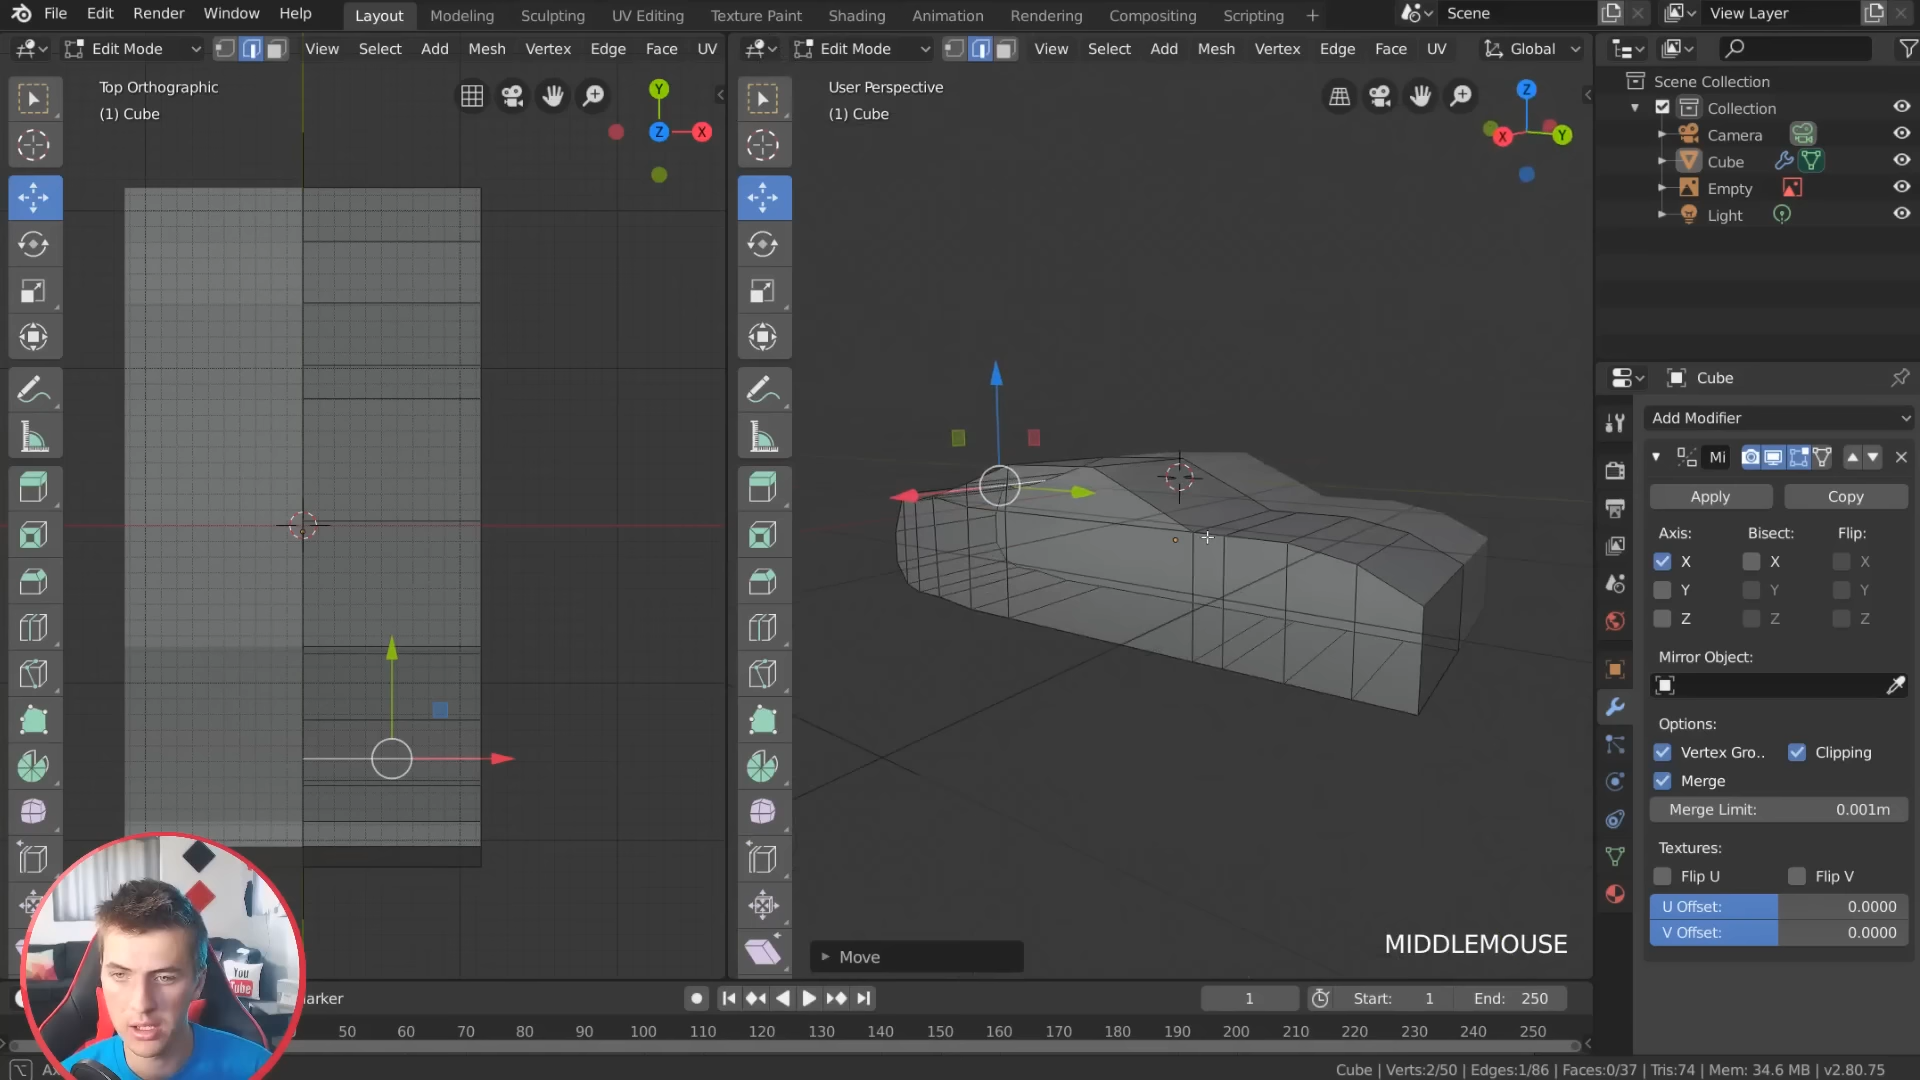 File Edit Render Window Help Layout Modeling Sculpting UV Editing Texture Paint Shading Animation Rendering Compositing Scripting + Scene View Layer
Edit Mode View Select Add Mesh Vertex Edge Face UV
Edit Mode View Select Add Mesh Vertex Edge Face UV Global
Top Orthographic
(1) Cube
Y
Z
X
User Perspective
(1) Cube
Z
X
Y
Scene Collection
Collection
Camera
Cube
Empty
Light
Cube
Add Modifier
Mi
Apply Copy
Axis: Bisect: Flip:
X X X
Y Y Y
Z Z Z
Mirror Object:
Options:
Vertex Gro.. Clipping
Merge
Merge Limit: 0.001m
Textures:
Flip U Flip V
U Offset: 0.0000
V Offset: 0.0000
MIDDLEMOUSE
Move
You
Tube
arker 1 Start: 1 End: 250
50 60 70 80 90 100 110 120 130 140 150 160 170 180 190 200 210 220 230 240 250
Cube | Verts:2/50 | Edges:1/86 | Faces:0/37 | Tris:74 | Mem: 34.6 MB | v2.80.75